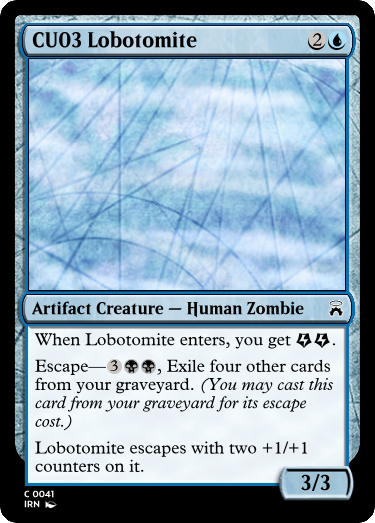 CU03 Lobotomite 2
When Lobotomite enters, you get
Artifact Creature — Human Zombie
Escape—3, Exile four other cards
from your graveyard. (You may cast this
card from your graveyard for its escape
cost.)
Lobotomite escapes with two +1/+1
counters on it.
3/3
C 0041
IRN